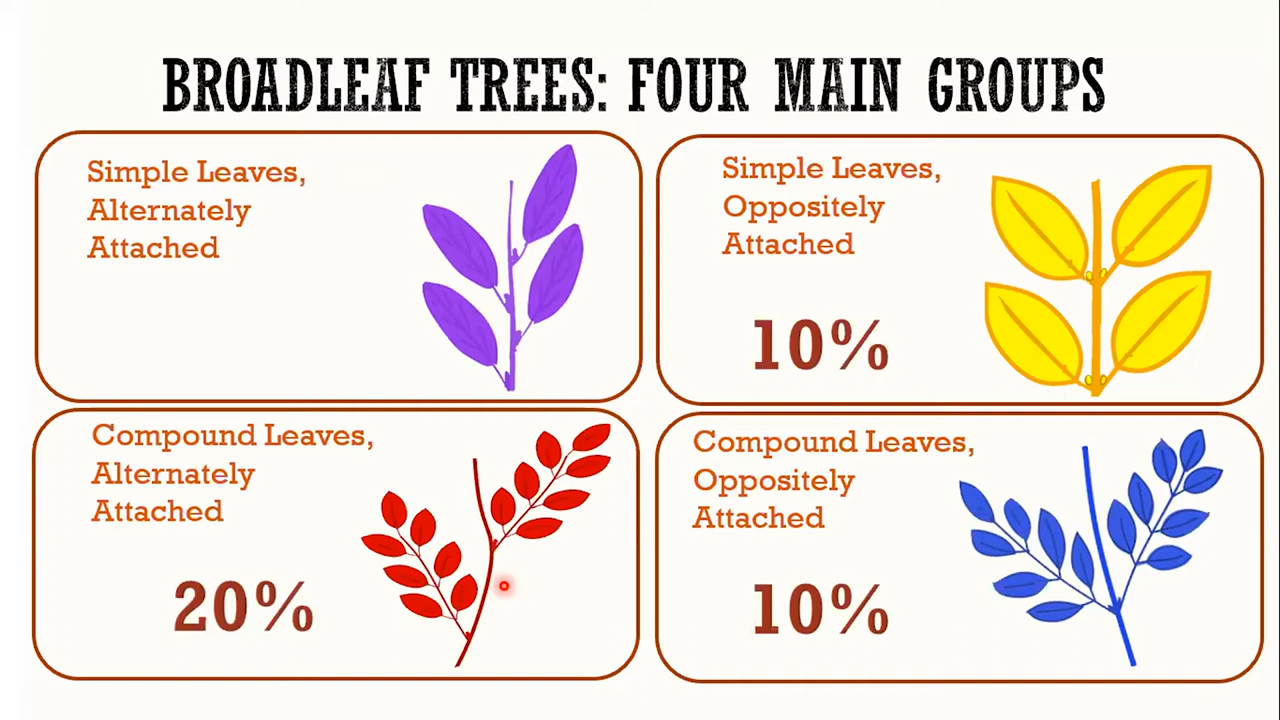 BROADLEAF TREES: FOUR MAIN GROUPS
Simple Leaves,
Alternately
Attached
Simple Leaves,
Oppositely
Attached
10%
Compound Leaves,
Alternately
Attached
20%
Compound Leaves,
Oppositely
Attached
10%